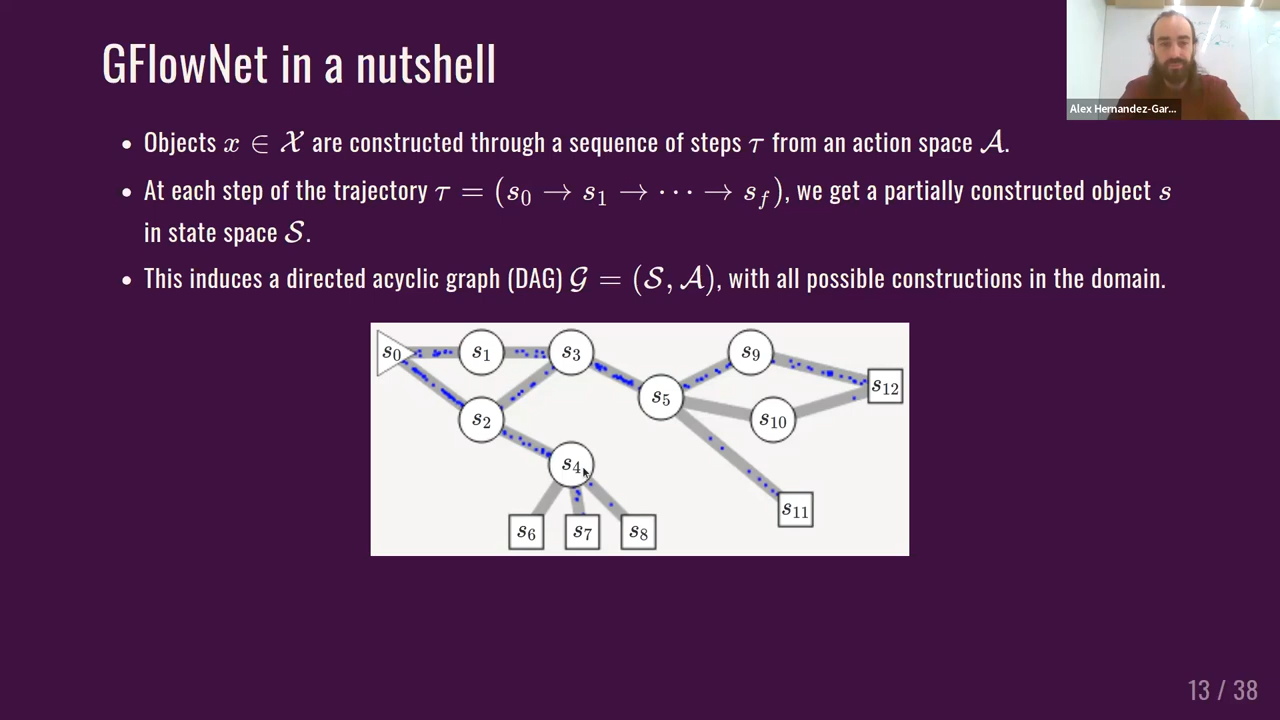 GFlowNet in a nutshell
Alex Hernandez-Gar...
• Objects x ∈ 𝒳 are constructed through a sequence of steps τ from an action space 𝒜.
• At each step of the trajectory τ = (s₀ → s₁ → ⋯ → s_f), we get a partially constructed object s
in state space 𝒮.
• This induces a directed acyclic graph (DAG) 𝒢 = (𝒮, 𝒜), with all possible constructions in the domain.
s₀
s₁
s₃
s₉
s₁₂
s₂
s₅
s₁₀
s₄
s₁₁
s₆
s₇
s₈
13 / 38